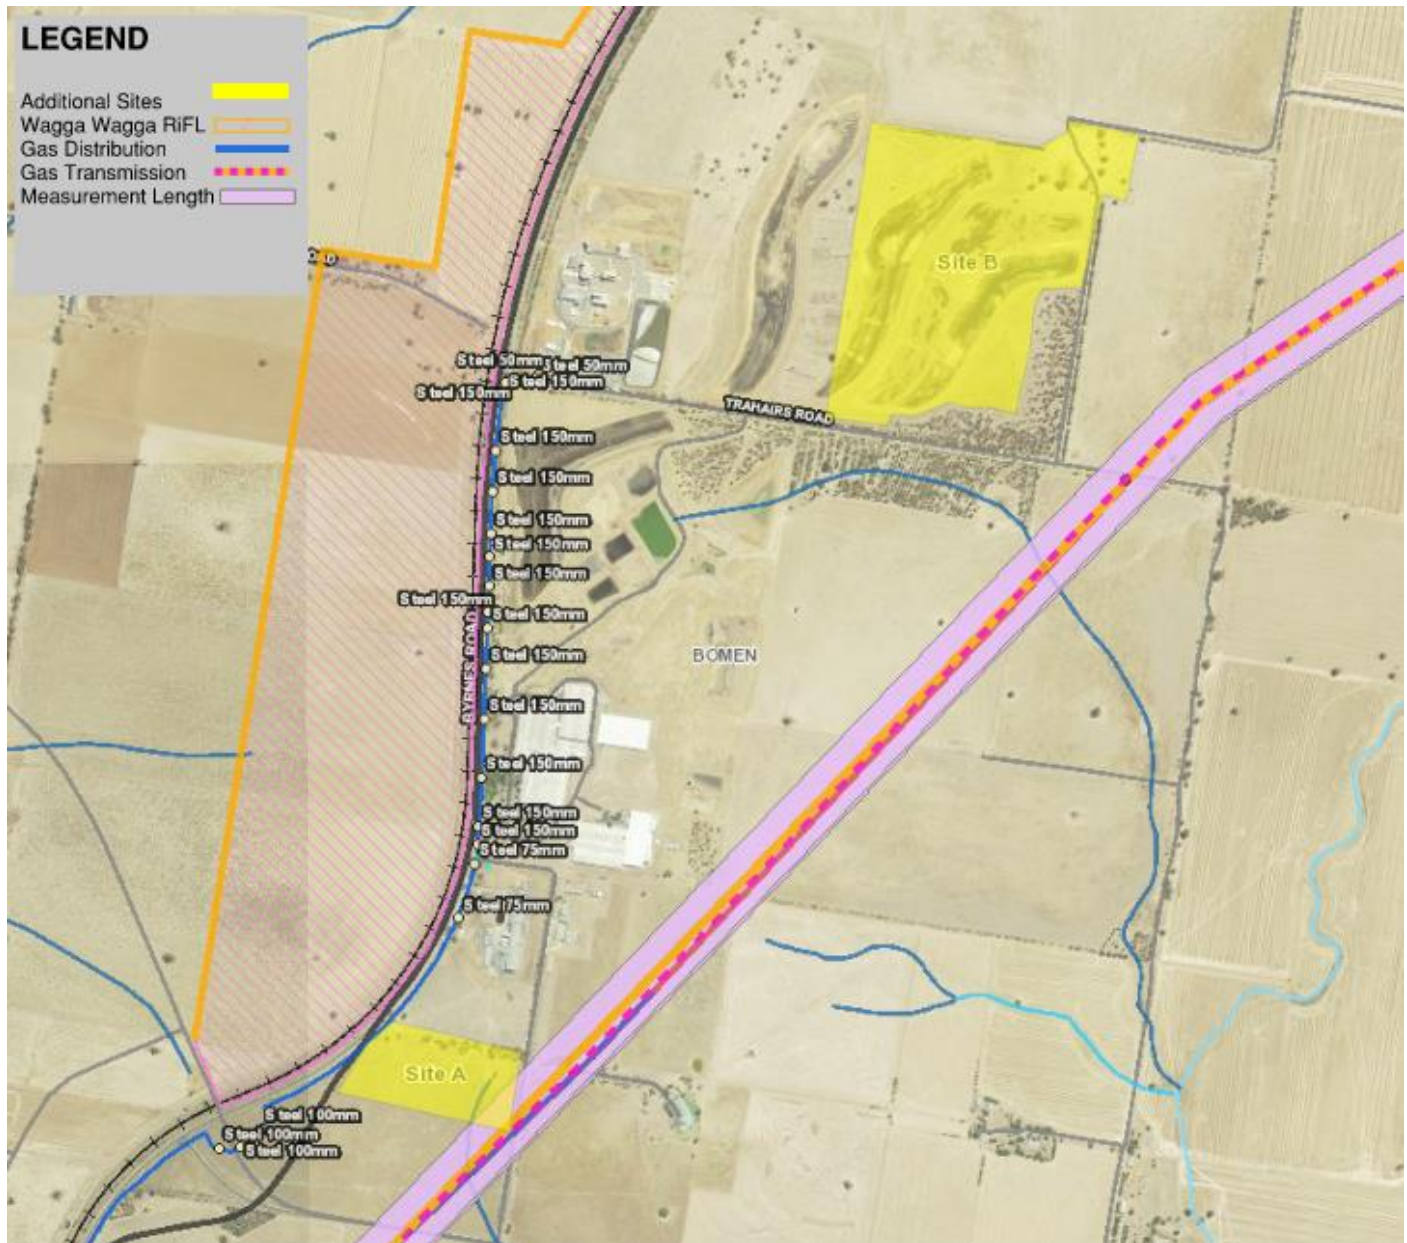 LEGEND
Additional Sites
Wagga Wagga RiFL
Gas Distribution
Gas Transmission
Measurement Length
OAD
Site B
Steel 50mm
Steel 50mm
Steel 150mm
Steel 150mm
TRAHAIRS ROAD
Steel 150mm
Steel 150mm
Steel 150mm
Steel 150mm
Steel 150mm
Steel 150mm
Steel 150mm
BYRNES ROAD
Steel 150mm
BOMEN
Steel 150mm
Steel 150mm
Steel 150mm
Steel 150mm
Steel 75mm
Steel 75mm
Site A
Steel 100mm
Steel 100mm
Steel 100mm